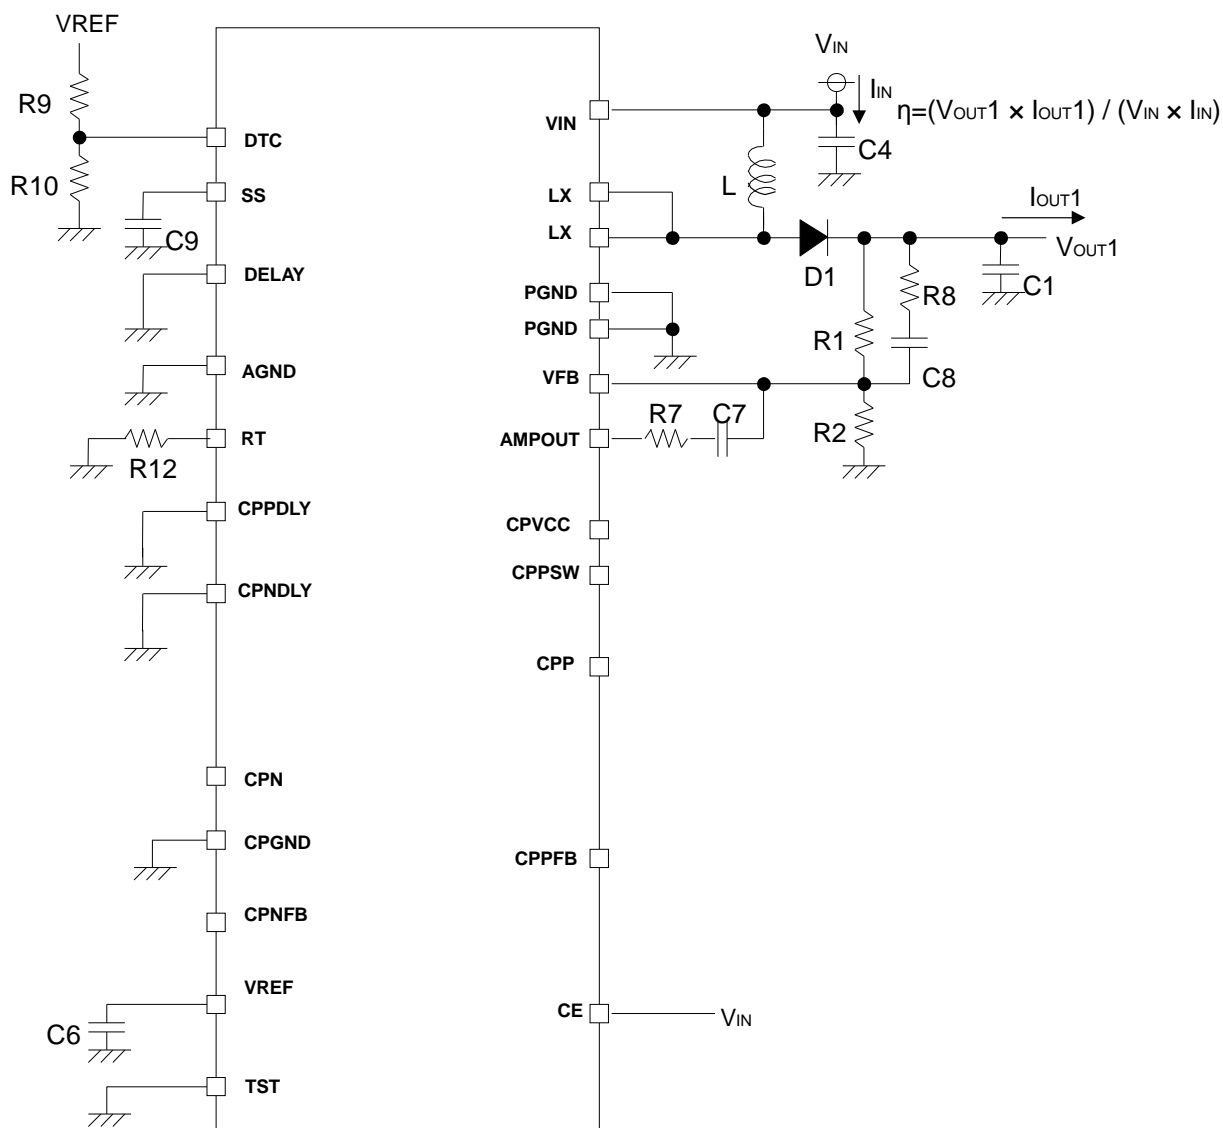 VREF
R9
R10
DTC
SS
C9
DELAY
AGND
RT
R12
CPPDLY
CPNDLY
CPN
CPGND
CPNFB
VREF
C6
TST
VIN
LX
LX
PGND
PGND
VFB
AMPOUT
CPVCC
CPPSW
CPP
CPPFB
CE
VIN
VIN
IIN
η=(VOUT1 × IOUT1) / (VIN × IIN)
C4
L
D1
IOUT1
VOUT1
C1
R8
R1
C8
R7
C7
R2